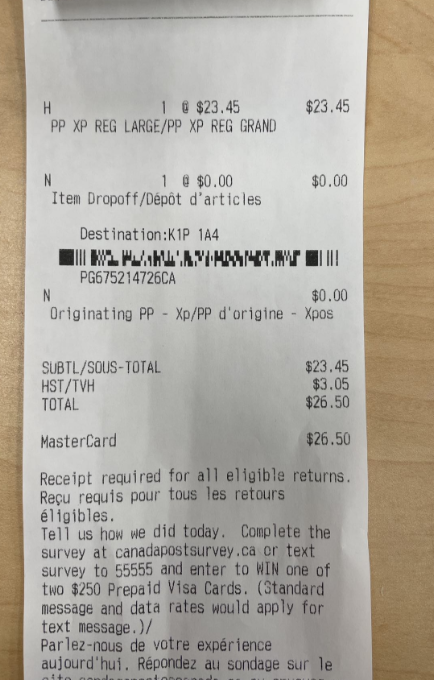 H 1 @ $23.45 $23.45
PP XP REG LARGE/PP XP REG GRAND
N 1 @ $0.00 $0.00
Item Dropoff/Dépôt d'articles
Destination:K1P 1A4
PG675214726CA
N $0.00
Originating PP - Xp/PP d'origine - Xpos
SUBTL/SOUS-TOTAL $23.45
HST/TVH $3.05
TOTAL $26.50
MasterCard $26.50
Receipt required for all eligible returns.
Reçu requis pour tous les retours
éligibles.
Tell us how we did today. Complete the
survey at canadapostsurvey.ca or text
survey to 55555 and enter to WIN one of
two $250 Prepaid Visa Cards. (Standard
message and data rates would apply for
text message.)/
Parlez-nous de votre expérience
aujourd'hui. Répondez au sondage sur le